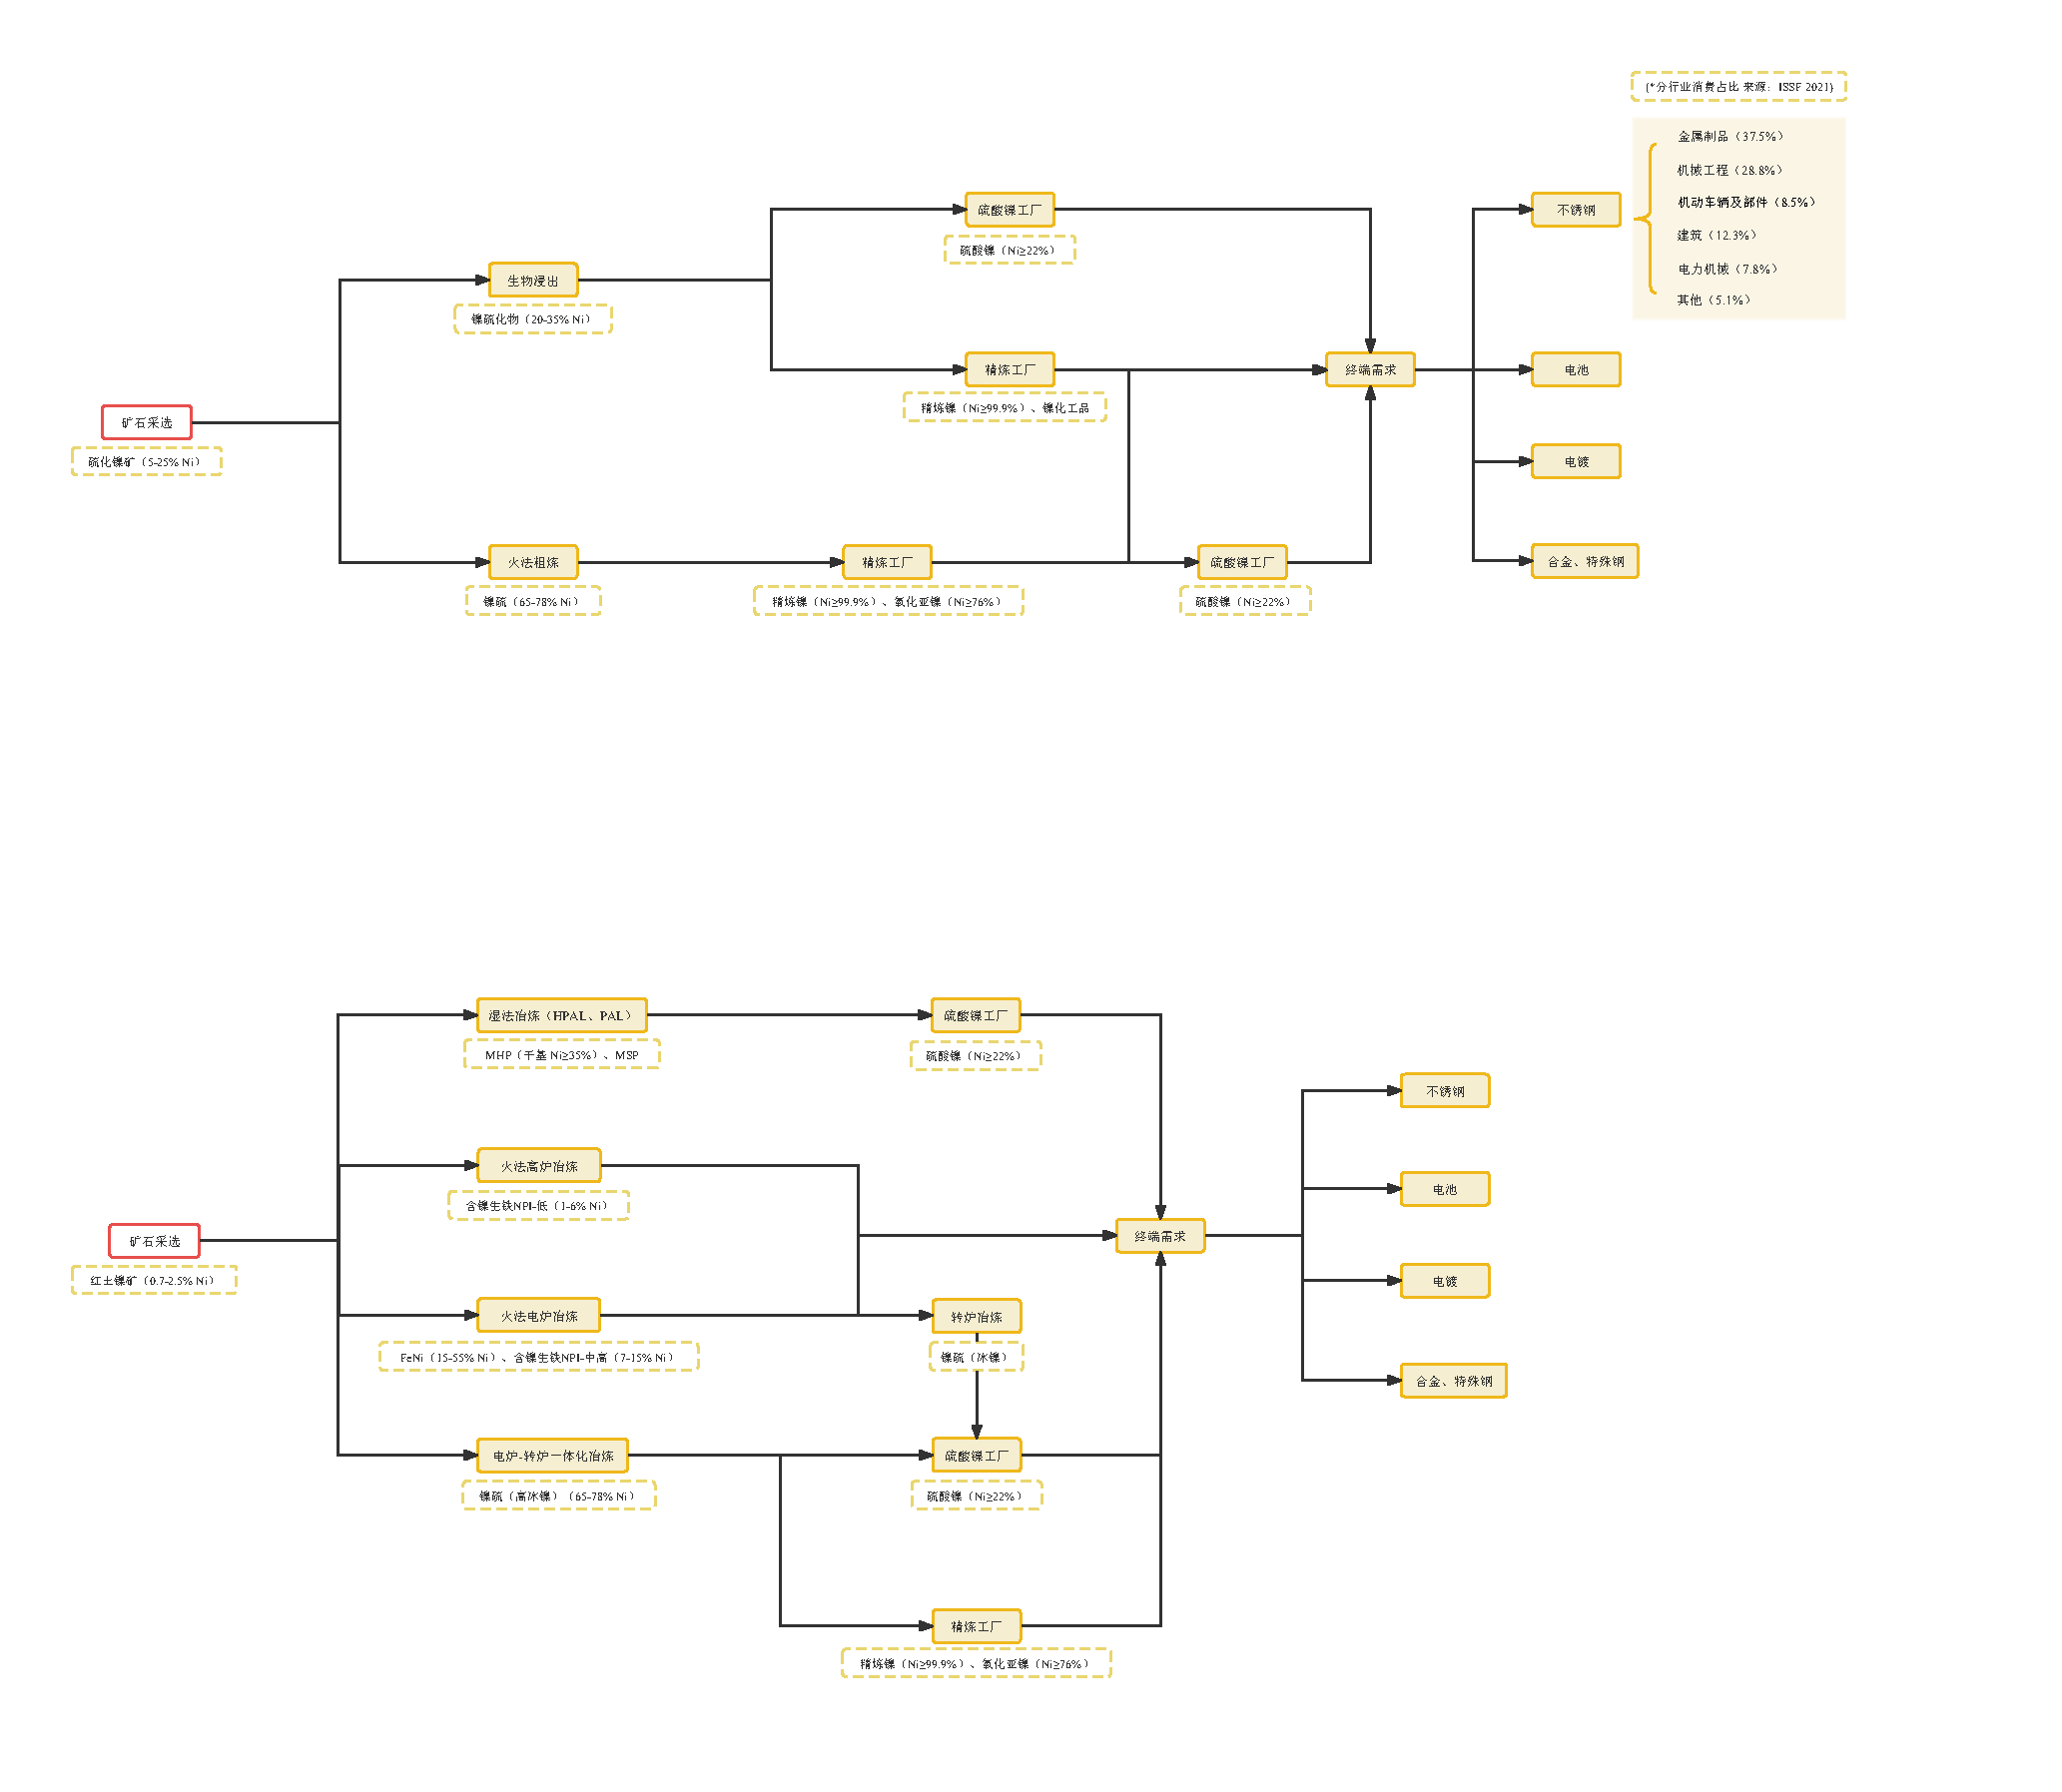 (*分行业消费占比 来源：ISSF 2021)
金属制品（37.5%）
机械工程（28.8%）
机动车辆及部件（8.5%）
建筑（12.3%）
电力机械（7.8%）
其他（5.1%）
硫酸镍工厂
硫酸镍（Ni≥22%）
不锈钢
生物浸出
镍硫化物（20-35% Ni）
精炼工厂
精炼镍（Ni≥99.9%）、镍化工品
终端需求
电池
矿石采选
硫化镍矿（5-25% Ni）
电镀
火法粗炼
镍硫（65-78% Ni）
精炼工厂
精炼镍（Ni≥99.9%）、氧化亚镍（Ni≥76%）
硫酸镍工厂
硫酸镍（Ni≥22%）
合金、特殊钢
湿法冶炼（HPAL、PAL）
MHP（干基 Ni≥35%）、MSP
硫酸镍工厂
硫酸镍（Ni≥22%）
不锈钢
火法高炉冶炼
含镍生铁NPI-低（1-6% Ni）
电池
矿石采选
红土镍矿（0.7-2.5% Ni）
终端需求
电镀
火法电炉冶炼
FeNi（15-55% Ni）、含镍生铁NPI-中高（7-15% Ni）
转炉冶炼
镍硫（冰镍）
合金、特殊钢
电炉-转炉一体化冶炼
镍硫（高冰镍）（65-78% Ni）
硫酸镍工厂
硫酸镍（Ni≥22%）
精炼工厂
精炼镍（Ni≥99.9%）、氧化亚镍（Ni≥76%）